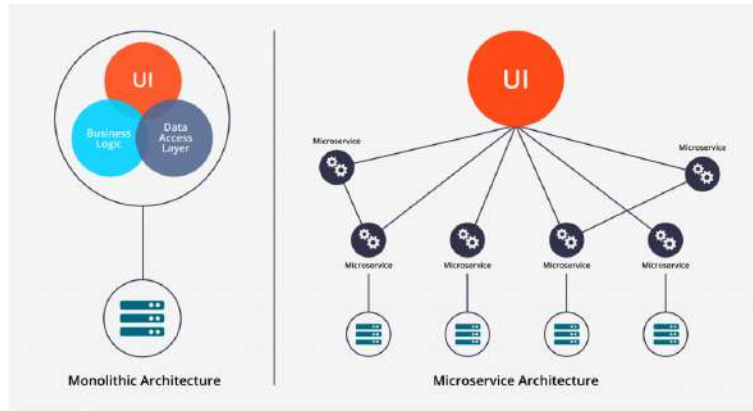 UI
Business
Logic
Data
Access
Layer
Monolithic Architecture
UI
Microservice
Microservice
Microservice
Microservice
Microservice
Microservice
Microservice Architecture